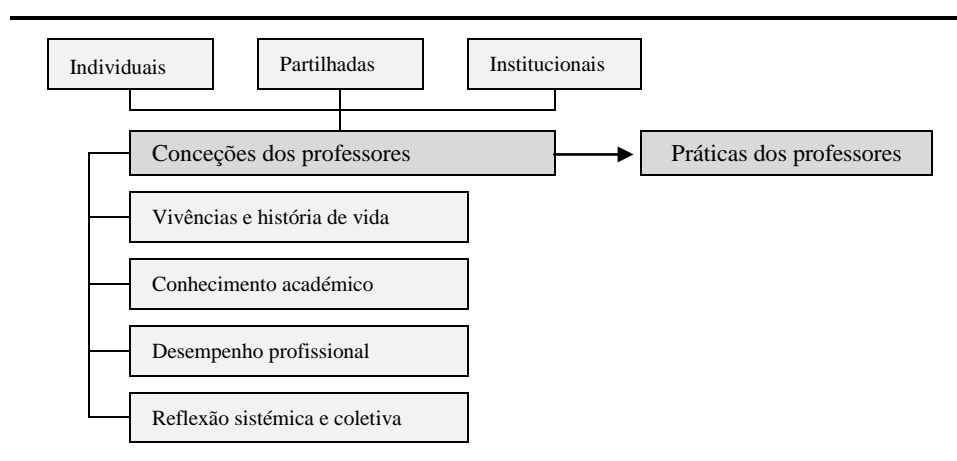 Individuais
Partilhadas
Institucionais
Conceções dos professores
Práticas dos professores
Vivências e história de vida
Conhecimento académico
Desempenho profissional
Reflexão sistémica e coletiva